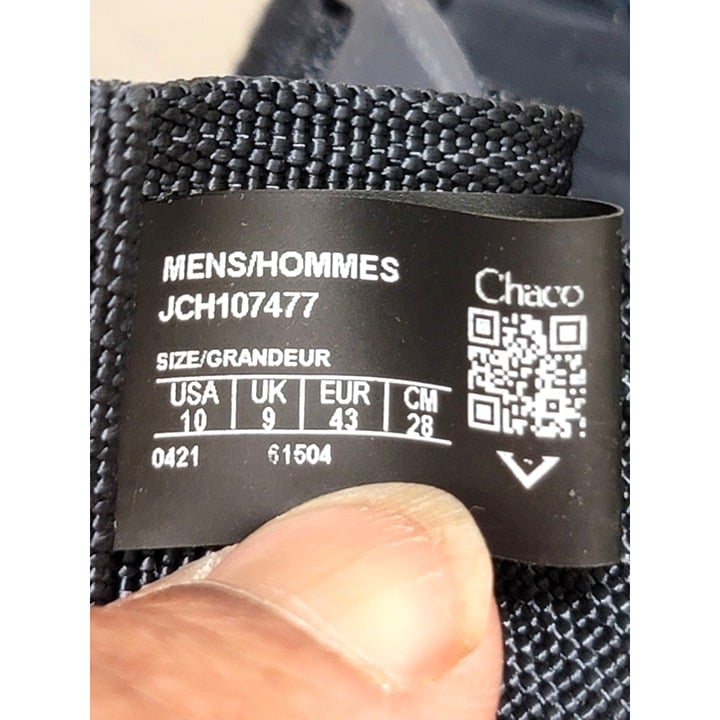 MENS/HOMMES
JCH107477
Chaco
SIZE/GRANDEUR
USA UK EUR CM
10 9 43 28
0421 61504